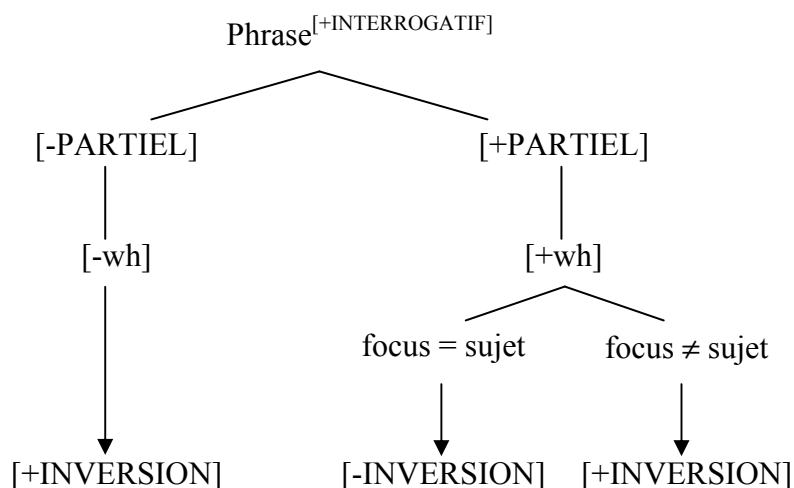 Phrase[+INTERROGATIF]
[-PARTIEL] [+PARTIEL]
[-wh] [+wh]
focus = sujet focus ≠ sujet
[+INVERSION] [-INVERSION] [+INVERSION]